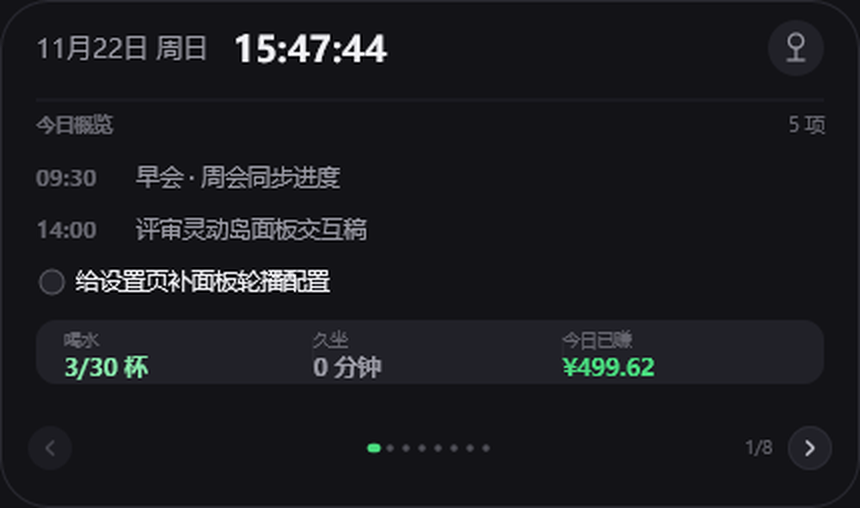 11月22日 周日 15:47:44
今日概览 5 项
09:30 早会 · 周会同步进度
14:00 评审灵动岛面板交互稿
给设置页补面板轮播配置
喝水 久坐 今日已赚
3/30 杯 0 分钟 ¥499.62
1/8